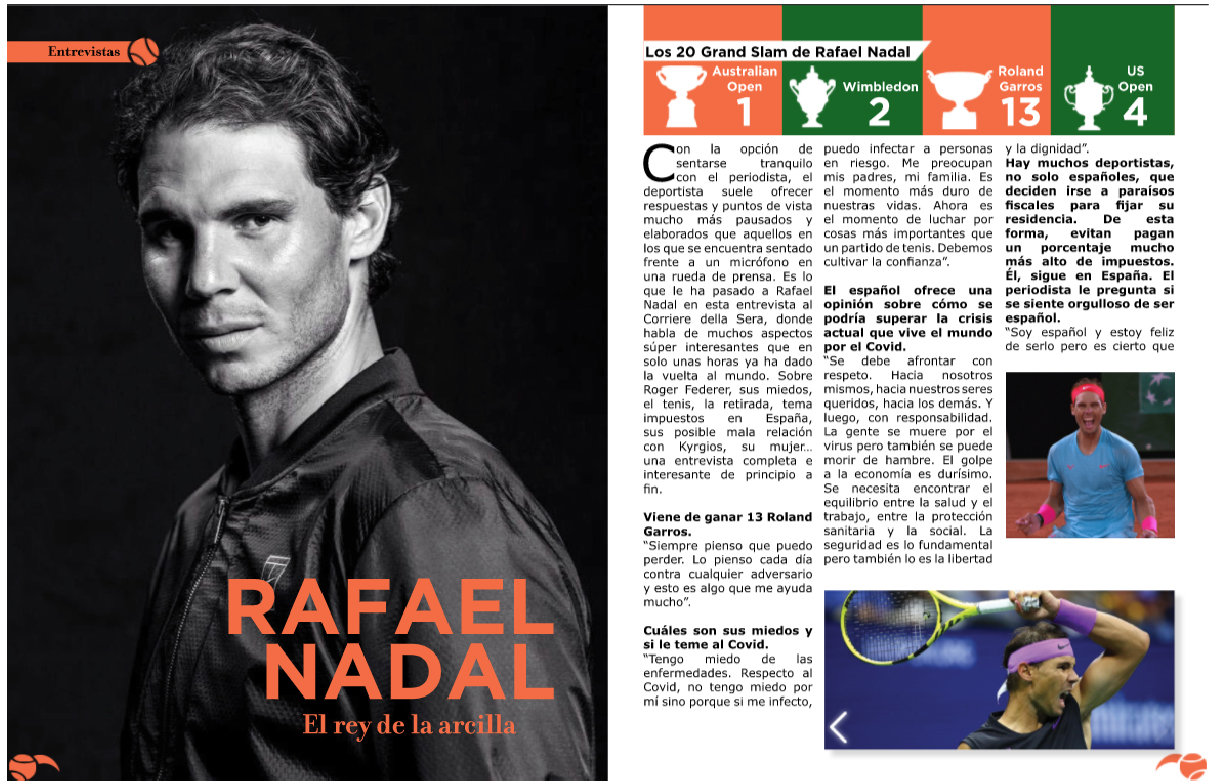 Entrevistas
RAFAEL
NADAL
El rey de la arcilla
Los 20 Grand Slam de Rafael Nadal
Australian
Open
1
Wimbledon
2
Roland
Garros
13
US
Open
4
Con la opción de
sentarse tranquilo
con el periodista, el
deportista suele ofrecer
respuestas y puntos de vista
mucho más pausados y
elaborados que aquellos en
los que se encuentra sentado
frente a un micrófono en
una rueda de prensa. Es lo
que le ha pasado a Rafael
Nadal en esta entrevista al
Corriere della Sera, donde
habla de muchos aspectos
súper interesantes que en
solo unas horas ya ha dado
la vuelta al mundo. Sobre
Roger Federer, sus miedos,
el tenis, la retirada, tema
impuestos en España,
sus posible mala relación
con Kyrgios, su mujer...
una entrevista completa e
interesante de principio a
fin.
Viene de ganar 13 Roland
Garros.
“Siempre pienso que puedo
perder. Lo pienso cada día
contra cualquier adversario
y esto es algo que me ayuda
mucho”.
Cuáles son sus miedos y
si le teme al Covid.
“Tengo miedo de las
enfermedades. Respecto al
Covid, no tengo miedo por
mí sino porque si me infecto,
puedo infectar a personas
en riesgo. Me preocupan
mis padres, mi familia. Es
el momento más duro de
nuestras vidas. Ahora es
el momento de luchar por
cosas más importantes que
un partido de tenis. Debemos
cultivar la confianza”.
El español ofrece una
opinión sobre cómo se
podría superar la crisis
actual que vive el mundo
por el Covid.
“Se debe afrontar con
respeto. Hacia nosotros
mismos, hacia nuestros seres
queridos, hacia los demás. Y
luego, con responsabilidad.
La gente se muere por el
virus pero también se puede
morir de hambre. El golpe
a la economía es durísimo.
Se necesita encontrar el
equilibrio entre la salud y el
trabajo, entre la protección
sanitaria y la social. La
seguridad es lo fundamental
pero también lo es la libertad
y la dignidad”.
Hay muchos deportistas,
no solo españoles, que
deciden irse a paraísos
fiscales para fijar su
residencia. De esta
forma, evitan pagan
un porcentaje mucho
más alto de impuestos.
Él, sigue en España. El
periodista le pregunta si
se siente orgulloso de ser
español.
“Soy español y estoy feliz
de serlo pero es cierto que